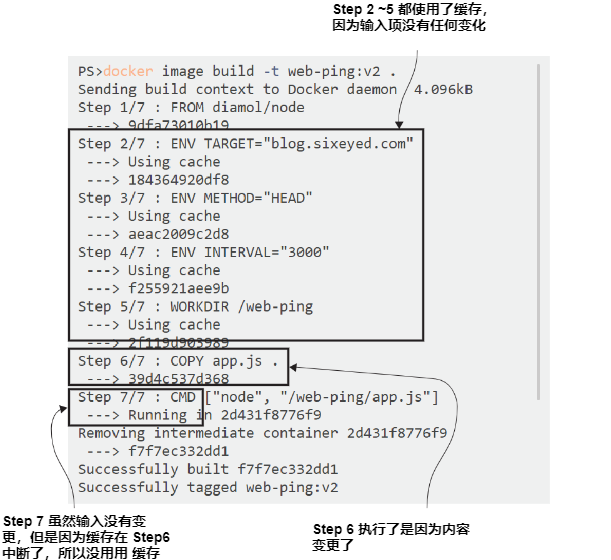 Step 2 ~5 都使用了缓存，
因为输入项没有任何变化
PS>docker image build -t web-ping:v2 .
Sending build context to Docker daemon  4.096kB
Step 1/7 : FROM diamol/node
---> 9dfa73010b19
Step 2/7 : ENV TARGET="blog.sixeyed.com"
---> Using cache
---> 184364920df8
Step 3/7 : ENV METHOD="HEAD"
---> Using cache
---> aeac2009c2d8
Step 4/7 : ENV INTERVAL="3000"
---> Using cache
---> f255921aee9b
Step 5/7 : WORKDIR /web-ping
---> Using cache
---> 2f119d903989
Step 6/7 : COPY app.js .
---> 39d4c537d368
Step 7/7 : CMD ["node", "/web-ping/app.js"]
---> Running in 2d431f8776f9
Removing intermediate container 2d431f8776f9
---> f7f7ec332dd1
Successfully built f7f7ec332dd1
Successfully tagged web-ping:v2
Step 7 虽然输入没有变
更，但是因为缓存在 Step6
中断了，所以没用用 缓存
Step 6 执行了是因为内容
变更了